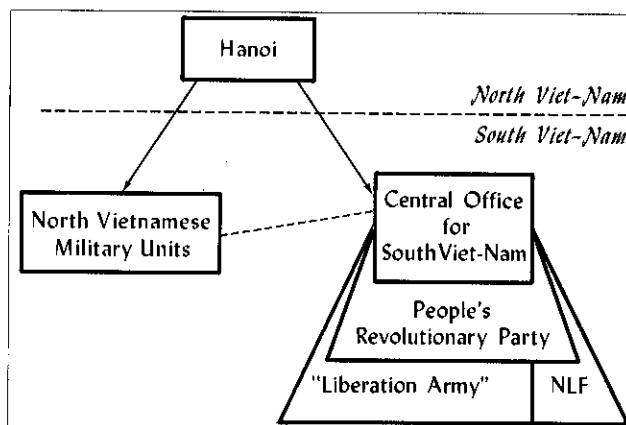 Hanoi
North Viet-Nam
South Viet-Nam
North Vietnamese
Military Units
Central Office
for
South Viet-Nam
People's
Revolutionary Party
"Liberation Army"
NLF